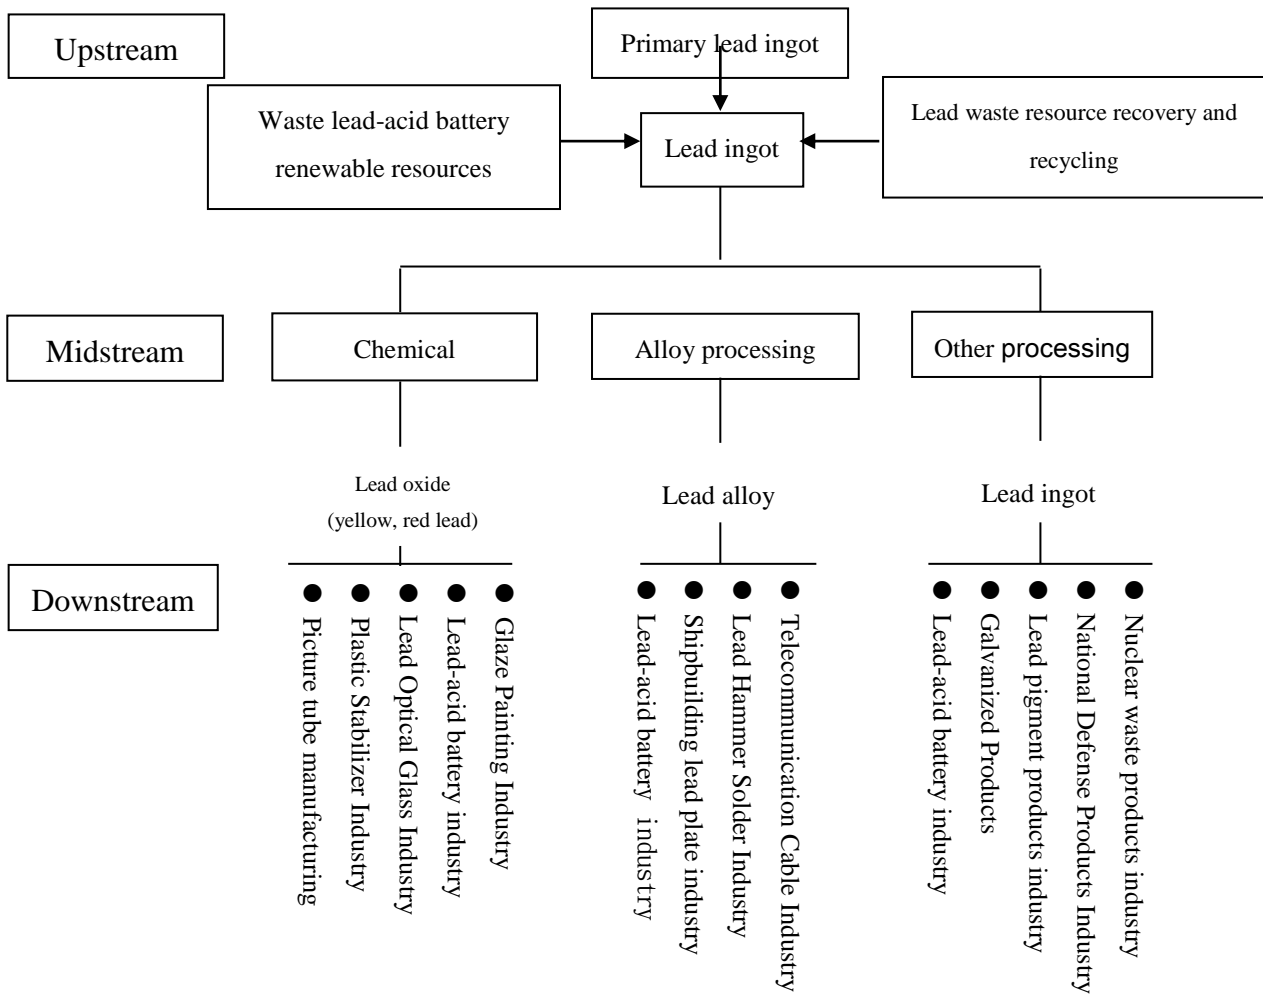 Upstream
Primary lead ingot
Waste lead-acid battery
renewable resources
Lead ingot
Lead waste resource recovery and
recycling
Midstream
Chemical
Alloy processing
Other processing
Lead oxide
(yellow, red lead)
Lead alloy
Lead ingot
Downstream
● Picture tube manufacturing
● Plastic Stabilizer Industry
● Lead Optical Glass Industry
● Lead-acid battery industry
● Glaze Painting Industry
● Lead-acid battery industry
● Shipbuilding lead plate industry
● Lead Hammer Solder Industry
● Telecommunication Cable Industry
● Lead-acid battery industry
● Galvanized Products
● Lead pigment products industry
● National Defense Products Industry
● Nuclear waste products industry